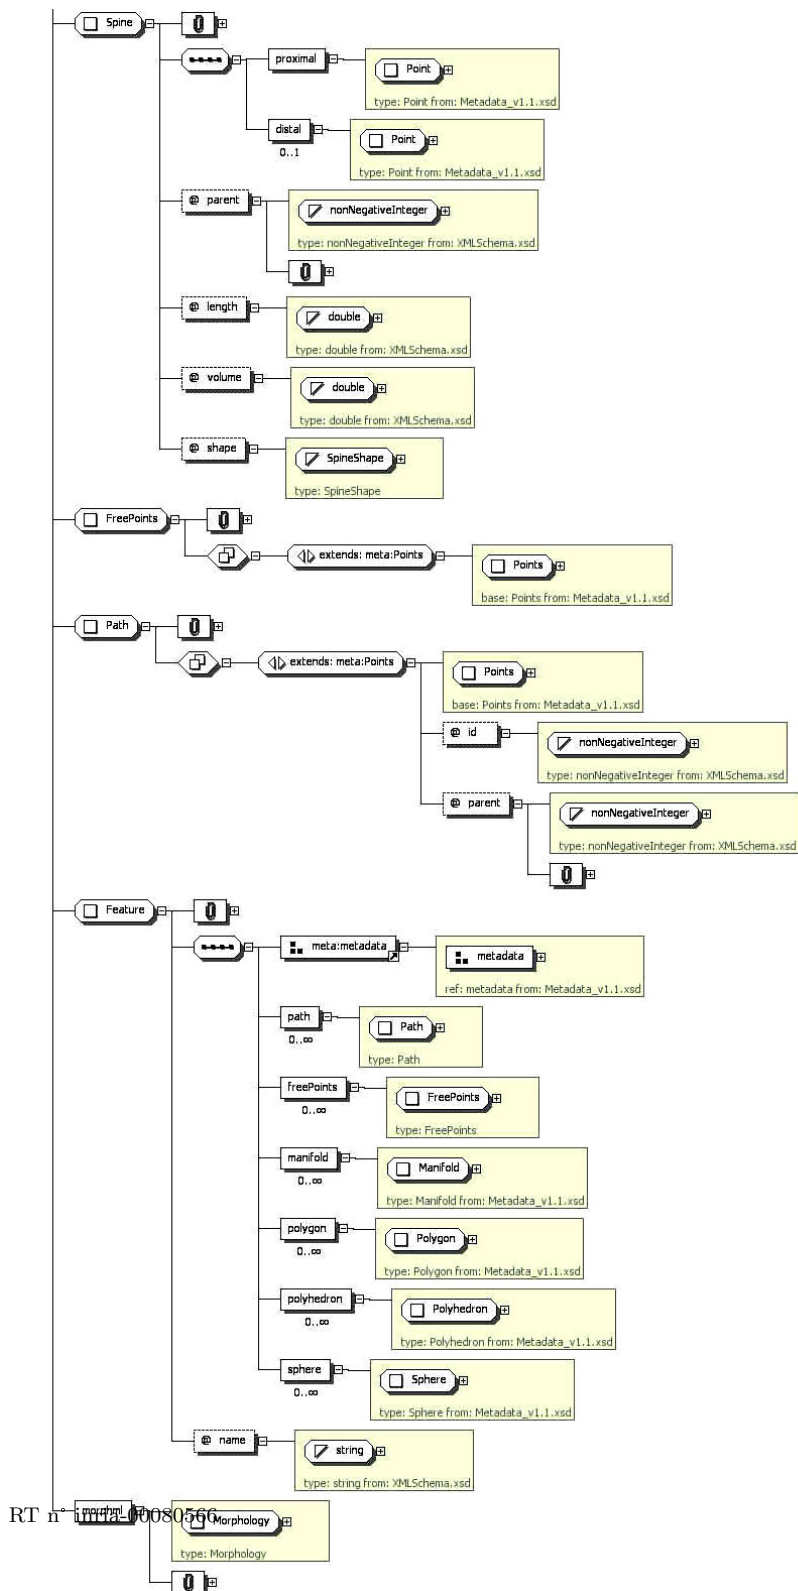 Spine
proximal
Point
type: Point from: Metadata_v1.1.xsd
distal
0..1
Point
type: Point from: Metadata_v1.1.xsd
@ parent
nonNegativeInteger
type: nonNegativeInteger from: XMLSchema.xsd
@ length
double
type: double from: XMLSchema.xsd
@ volume
double
type: double from: XMLSchema.xsd
@ shape
SpineShape
type: SpineShape
FreePoints
extends: meta:Points
Points
base: Points from: Metadata_v1.1.xsd
Path
extends: meta:Points
Points
base: Points from: Metadata_v1.1.xsd
@ id
nonNegativeInteger
type: nonNegativeInteger from: XMLSchema.xsd
@ parent
nonNegativeInteger
type: nonNegativeInteger from: XMLSchema.xsd
Feature
meta:metadata
metadata
ref: metadata from: Metadata_v1.1.xsd
path
0..∞
Path
type: Path
freePoints
0..∞
FreePoints
type: FreePoints
manifold
0..∞
Manifold
type: Manifold from: Metadata_v1.1.xsd
polygon
0..∞
Polygon
type: Polygon from: Metadata_v1.1.xsd
polyhedron
0..∞
Polyhedron
type: Polyhedron from: Metadata_v1.1.xsd
sphere
0..∞
Sphere
type: Sphere from: Metadata_v1.1.xsd
@ name
string
type: string from: XMLSchema.xsd
morphml
Morphology
RT n° inria-00080566
type: Morphology